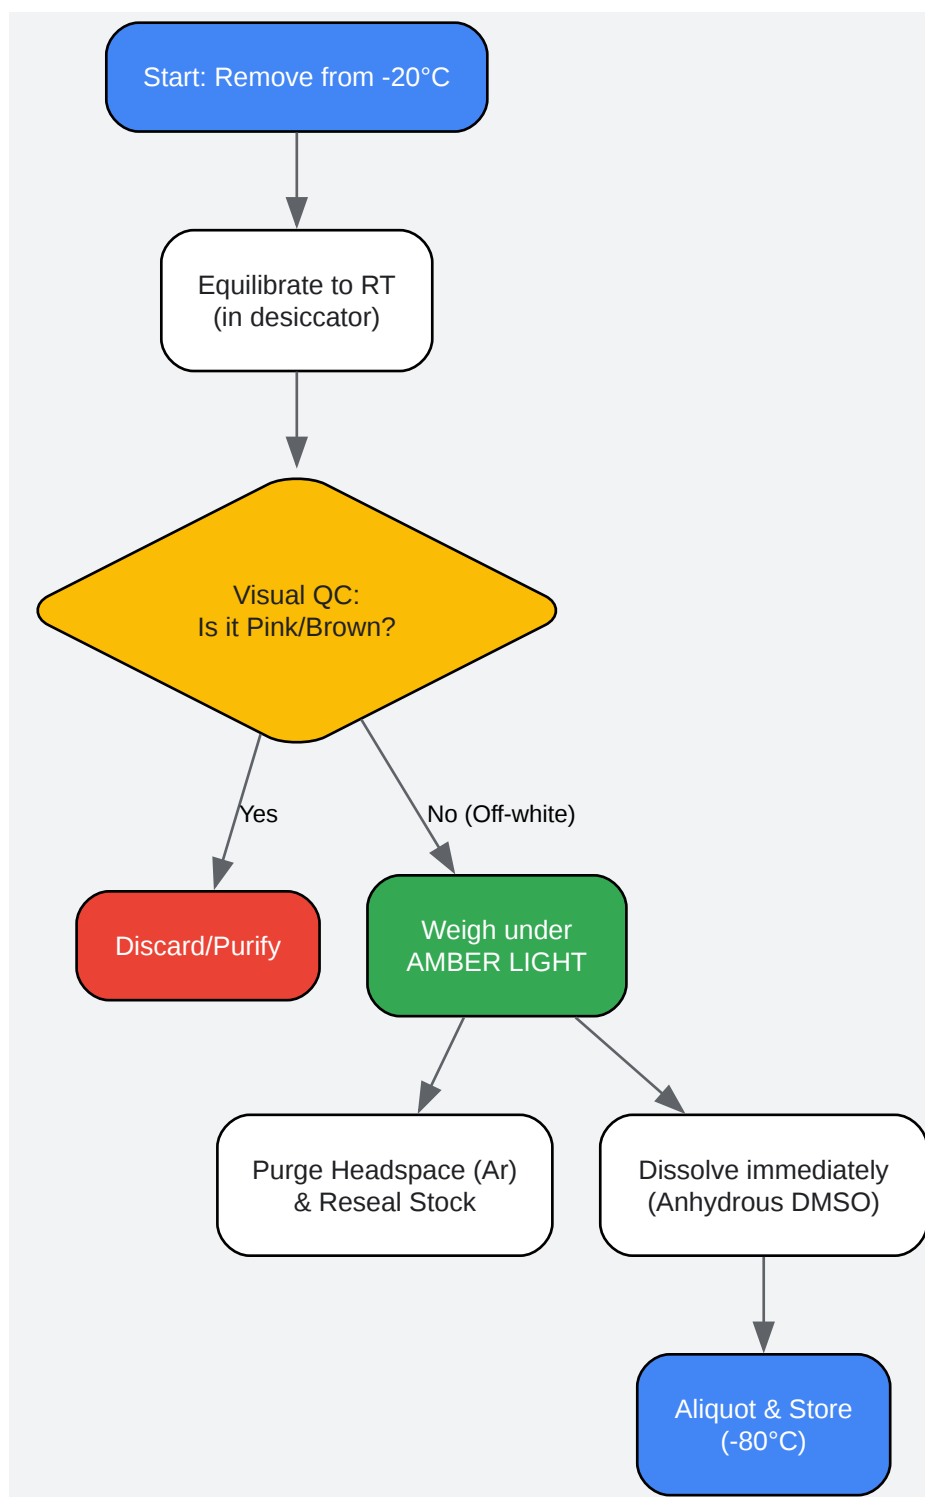 Start: Remove from -20°C
Equilibrate to RT
(in desiccator)
Visual QC:
Is it Pink/Brown?
Yes
No (Off-white)
Discard/Purify
Weigh under
AMBER LIGHT
Purge Headspace (Ar)
& Reseal Stock
Dissolve immediately
(Anhydrous DMSO)
Aliquot & Store
(-80°C)